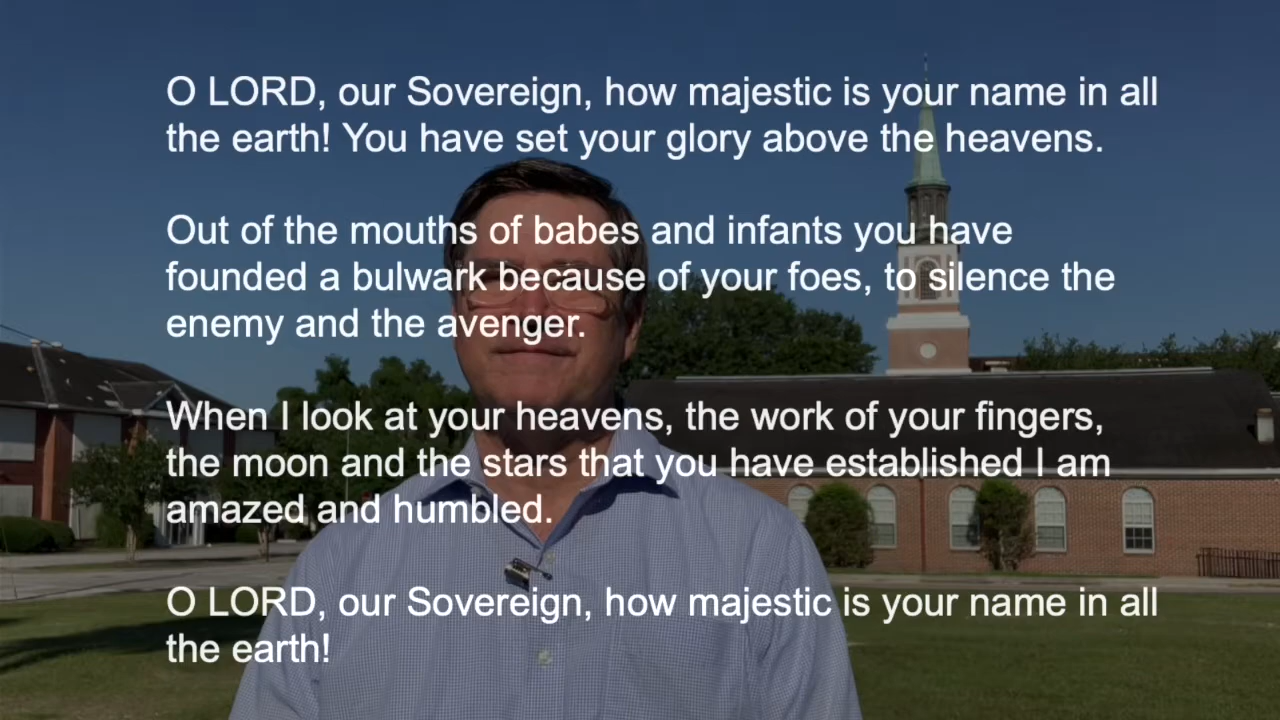 O LORD, our Sovereign, how majestic is your name in all
the earth! You have set your glory above the heavens.
Out of the mouths of babes and infants you have
founded a bulwark because of your foes, to silence the
enemy and the avenger.
When I look at your heavens, the work of your fingers,
the moon and the stars that you have established I am
amazed and humbled.
O LORD, our Sovereign, how majestic is your name in all
the earth!